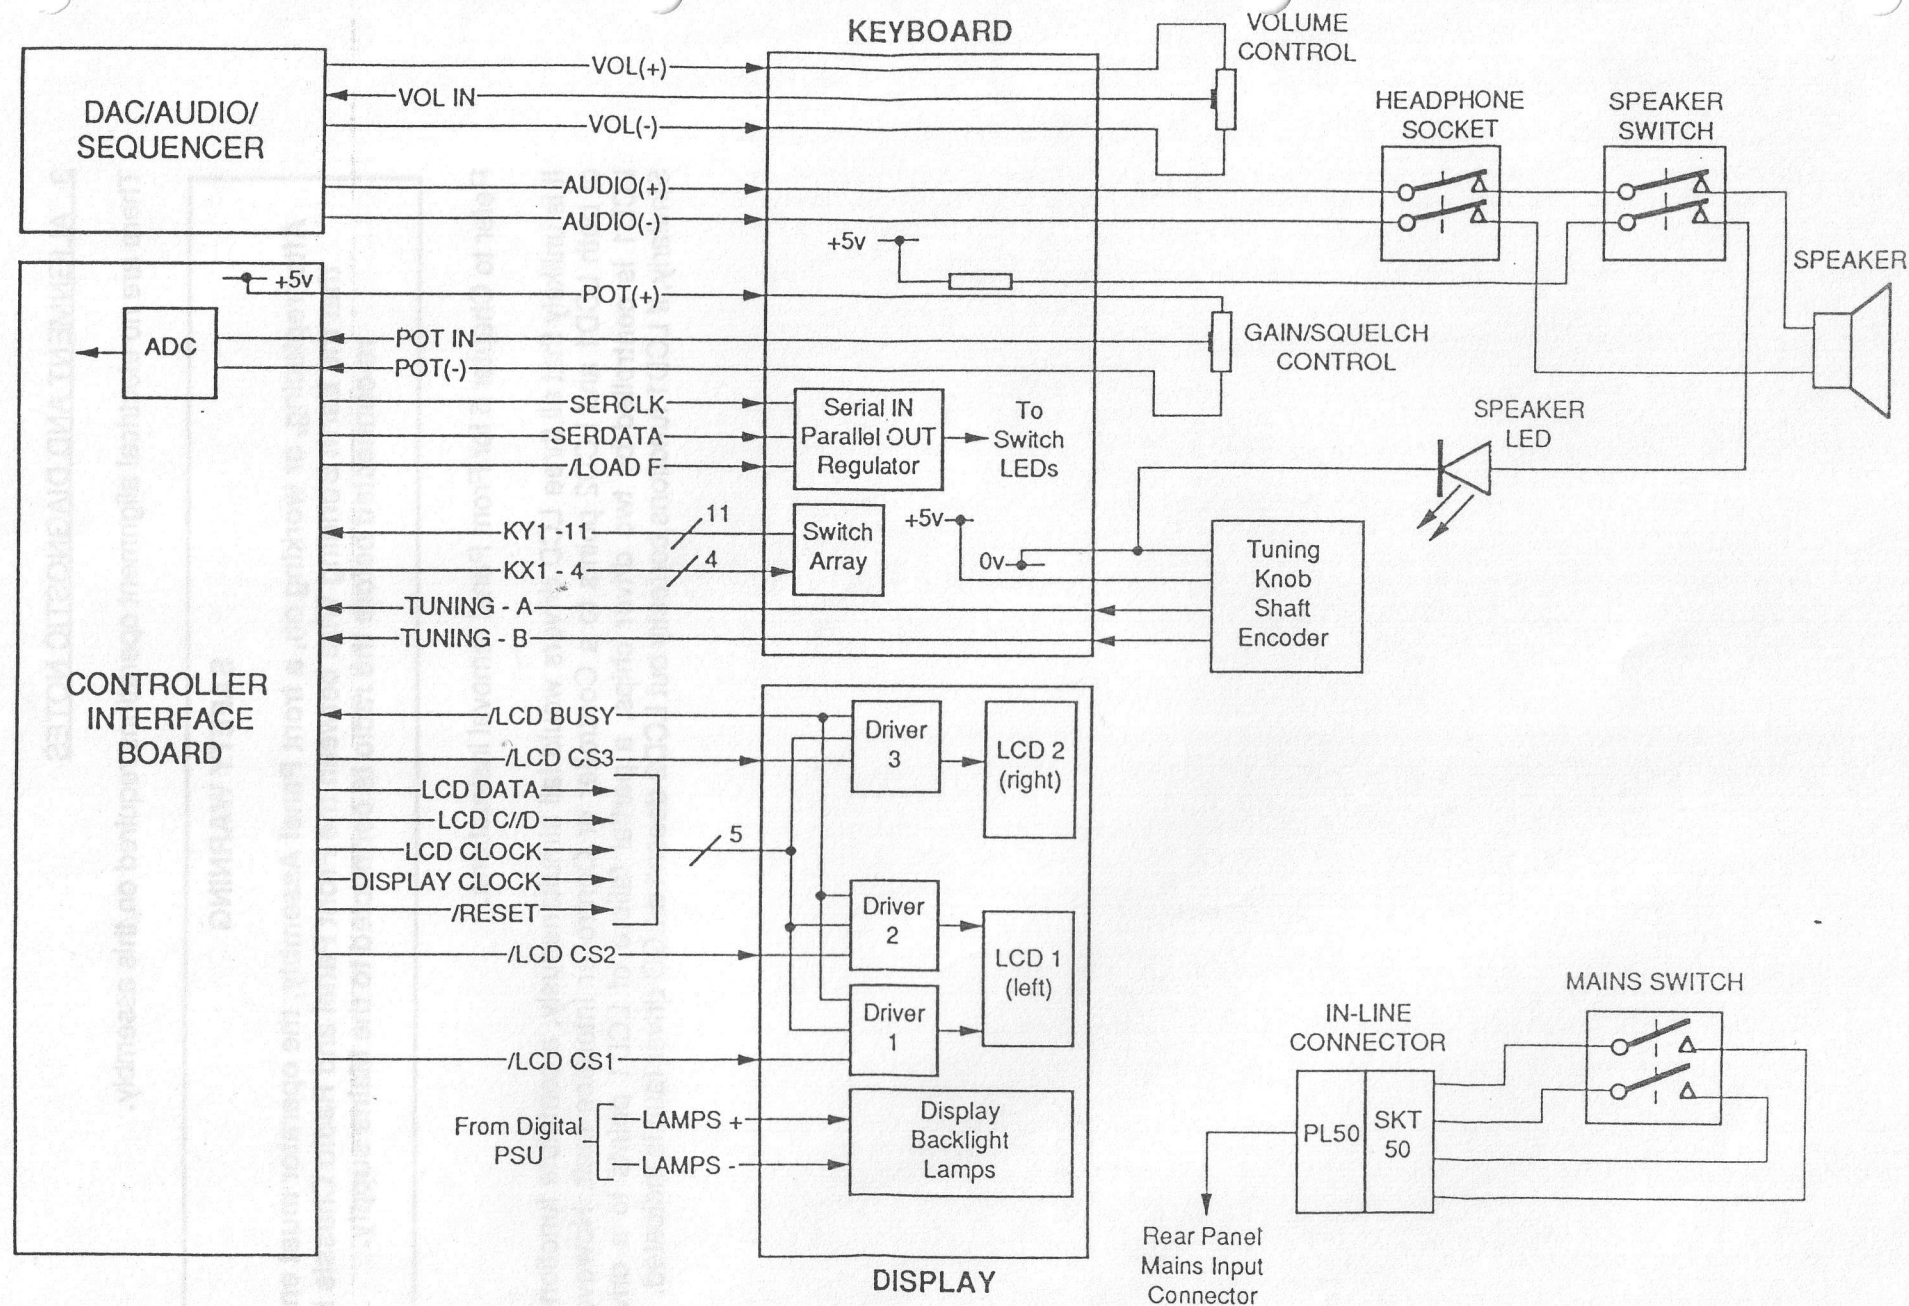 KEYBOARD
VOLUME
CONTROL
DAC/AUDIO/
SEQUENCER
VOL(+)
VOL IN
VOL(-)
AUDIO(+)
AUDIO(-)
HEADPHONE
SOCKET
SPEAKER
SWITCH
SPEAKER
+5v
+5v
ADC
POT(+)
POT IN
POT(-)
GAIN/SQUELCH
CONTROL
SERCLK
SERDATA
/LOAD F
Serial IN
Parallel OUT
Regulator
To
Switch
LEDs
SPEAKER
LED
KY1 -11
11
KX1 - 4
4
Switch
Array
+5v
0v
TUNING - A
TUNING - B
Tuning
Knob
Shaft
Encoder
CONTROLLER
INTERFACE
BOARD
/LCD BUSY
/LCD CS3
LCD DATA
LCD C//D
LCD CLOCK
DISPLAY CLOCK
/RESET
5
/LCD CS2
/LCD CS1
Driver
3
LCD 2
(right)
Driver
2
LCD 1
(left)
Driver
1
From Digital
PSU
LAMPS +
LAMPS -
Display
Backlight
Lamps
DISPLAY
MAINS SWITCH
IN-LINE
CONNECTOR
PL50
SKT
50
Rear Panel
Mains Input
Connector